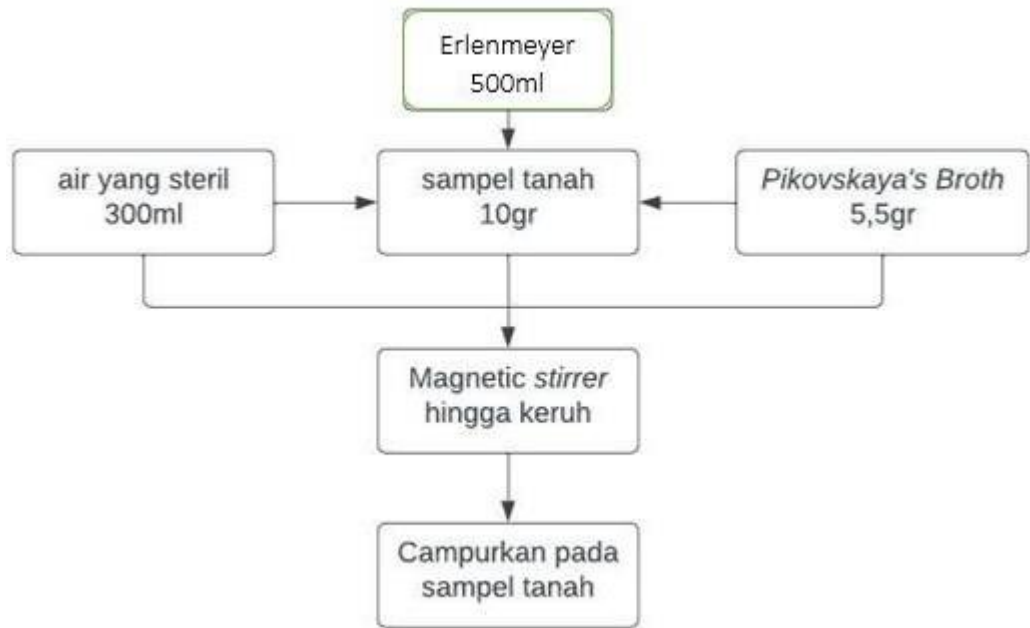 Erlenmeyer
500ml
air yang steril
300ml
sampel tanah
10gr
Pikovskaya's Broth
5,5gr
Magnetic stirrer
hingga keruh
Campurkan pada
sampel tanah